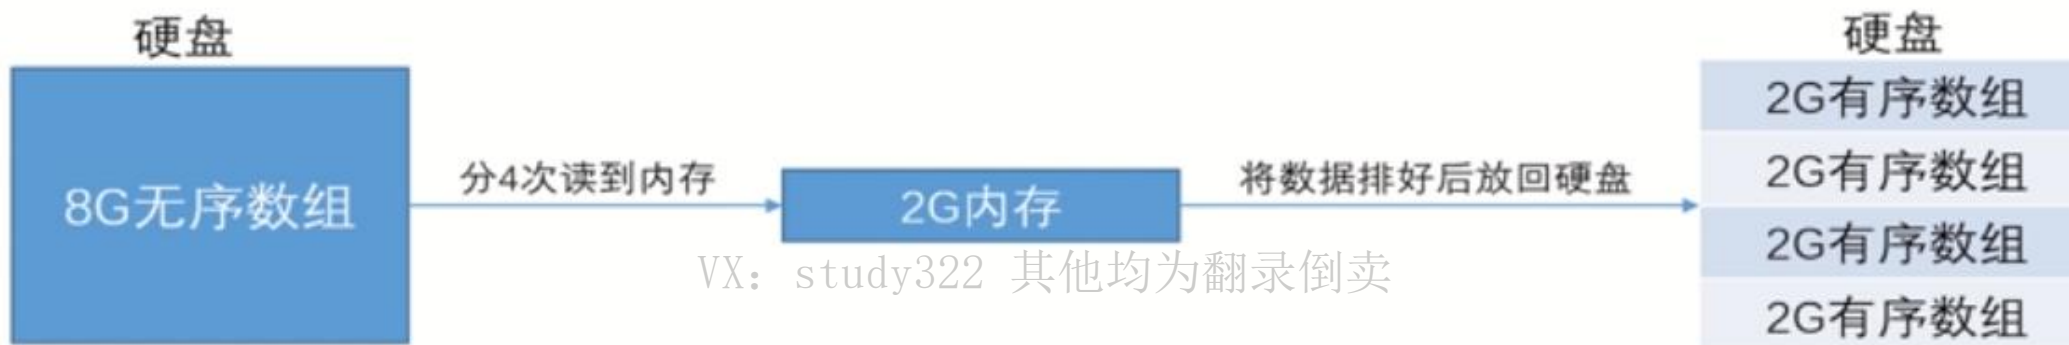 硬盘
8G无序数组
分4次读到内存
2G内存
将数据排好后放回硬盘
硬盘
2G有序数组
2G有序数组
2G有序数组
2G有序数组
VX：study322 其他均为翻录倒卖